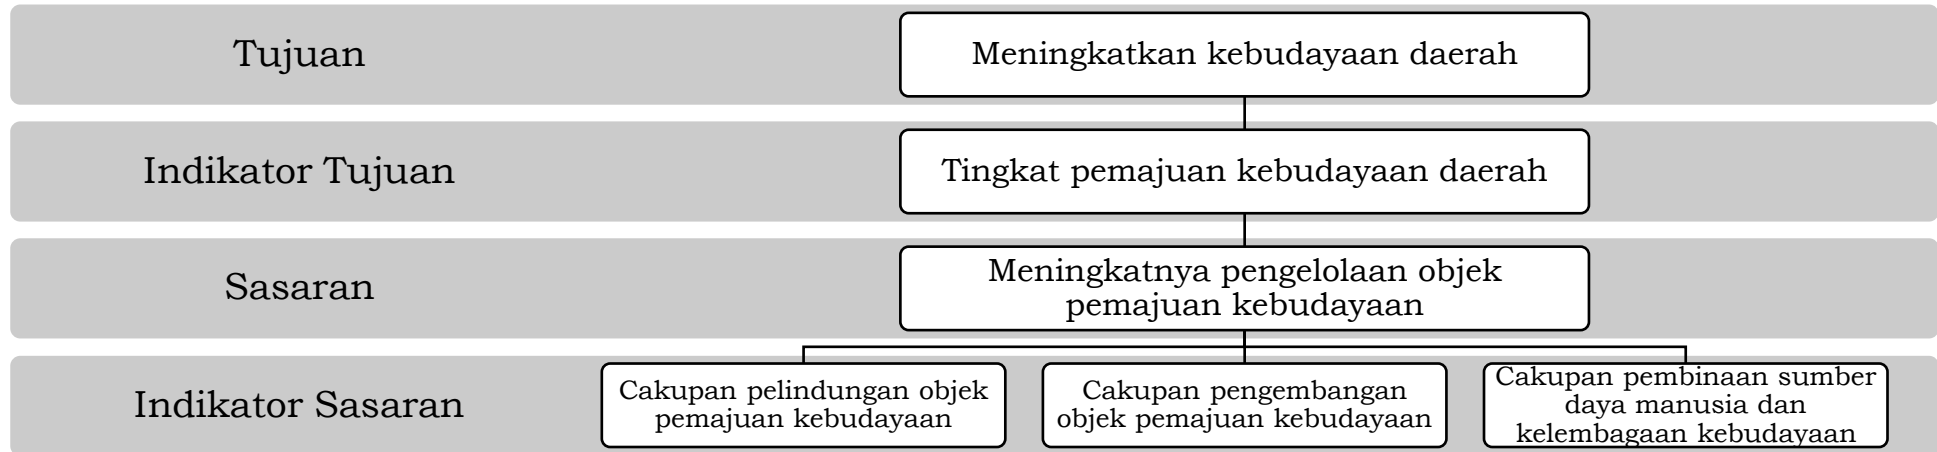 Tujuan
Meningkatkan kebudayaan daerah
Indikator Tujuan
Tingkat pemajuan kebudayaan daerah
Sasaran
Meningkatnya pengelolaan objek
pemajuan kebudayaan
Indikator Sasaran
Cakupan pelindungan objek
pemajuan kebudayaan
Cakupan pengembangan
objek pemajuan kebudayaan
Cakupan pembinaan sumber
daya manusia dan
kelembagaan kebudayaan